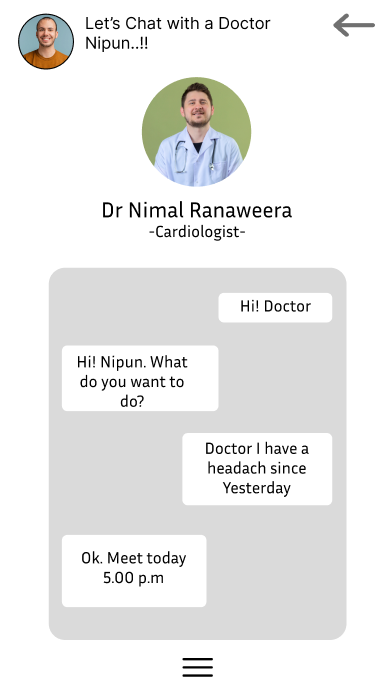 Let's Chat with a Doctor
Nipun..!!
Dr Nimal Ranaweera
-Cardiologist-
Hi! Doctor
Hi! Nipun. What
do you want to
do?
Doctor I have a
headach since
Yesterday
Ok. Meet today
5.00 p.m